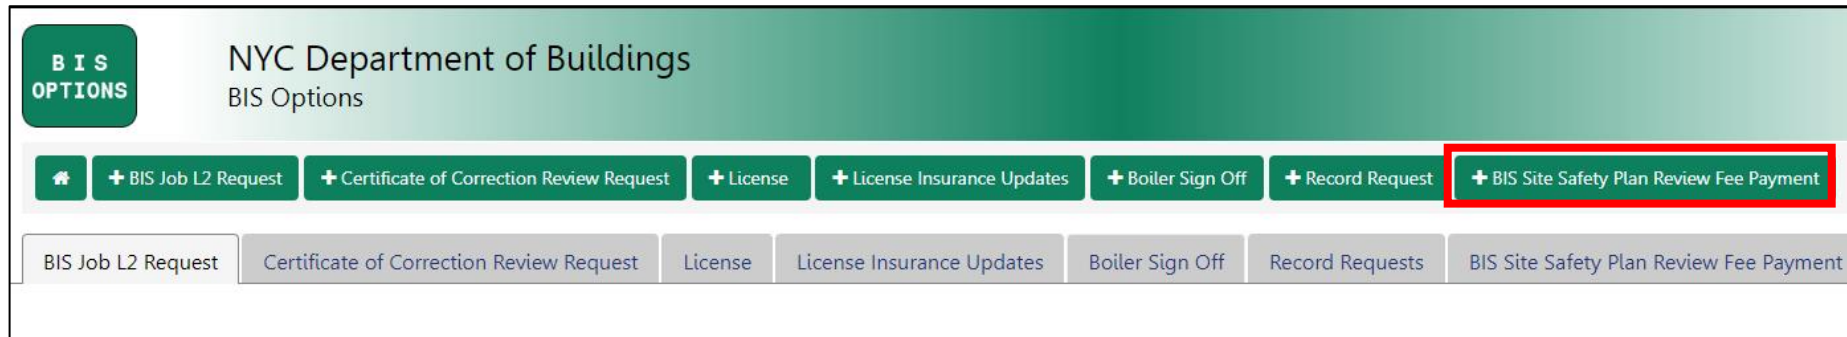 BIS
OPTIONS
NYC Department of Buildings
BIS Options
+ BIS Job L2 Request + Certificate of Correction Review Request + License + License Insurance Updates + Boiler Sign Off + Record Request + BIS Site Safety Plan Review Fee Payment
BIS Job L2 Request Certificate of Correction Review Request License License Insurance Updates Boiler Sign Off Record Requests BIS Site Safety Plan Review Fee Payment